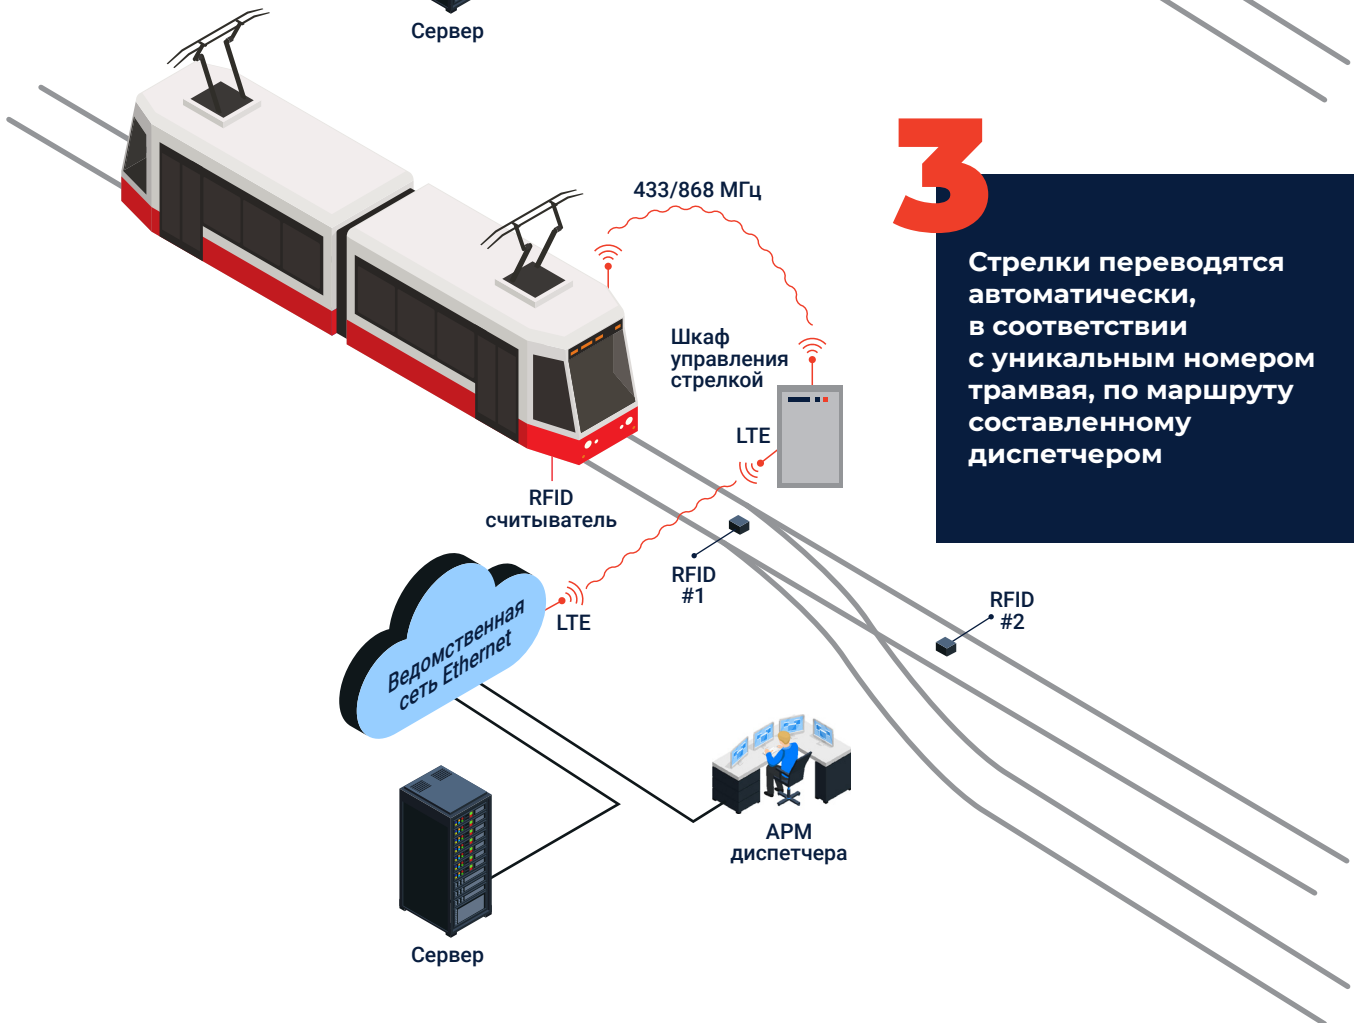 Сервер
433/868 МГц
3
Стрелки переводятся
автоматически,
в соответствии
с уникальным номером
трамвая, по маршруту
составленному
диспетчером
Шкаф
управления
стрелкой
LTE
RFID
считыватель
RFID
#1
RFID
#2
LTE
Ведомственная
сеть Ethernet
АРМ
диспетчера
Сервер